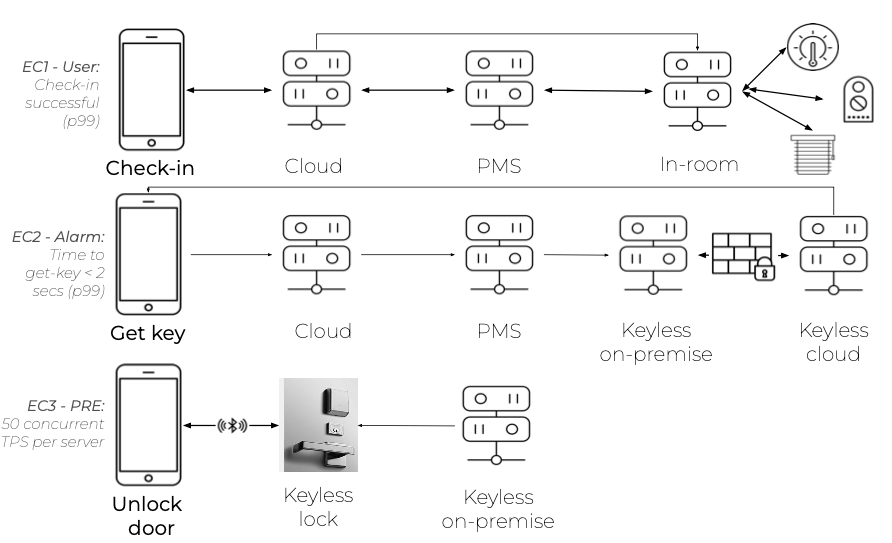 EC1 - User:
Check-in
successful
(p99)
Check-in
Cloud
PMS
In-room
EC2 - Alarm:
Time to
get-key < 2
secs (p99)
Get key
Cloud
PMS
Keyless
on-premise
Keyless
cloud
EC3 - PRE:
50 concurrent
TPS per server
Unlock
door
Keyless
lock
Keyless
on-premise